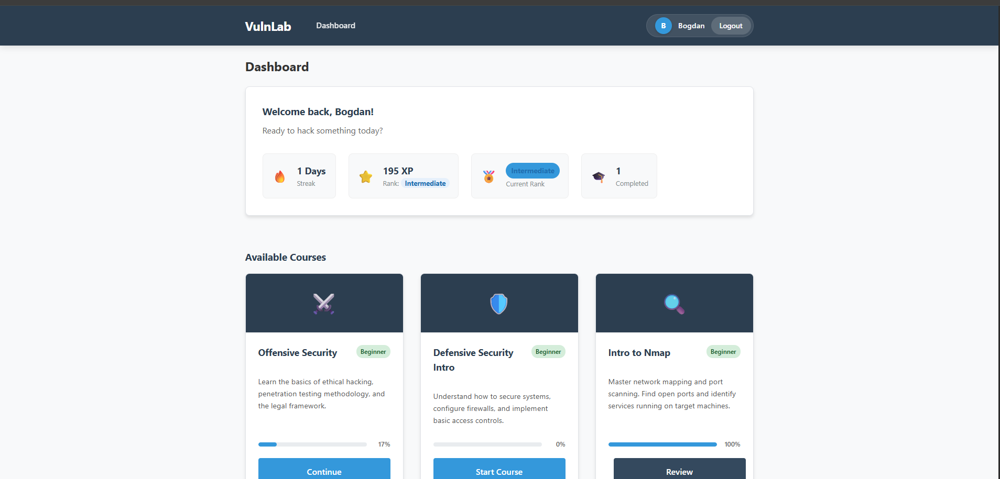 VulnLab
Dashboard
B
Bogdan
Logout
Dashboard
Welcome back, Bogdan!
Ready to hack something today?
1 Days
Streak
195 XP
Rank: Intermediate
Intermediate
Current Rank
1
Completed
Available Courses
Offensive Security
Beginner
Learn the basics of ethical hacking,
penetration testing methodology, and
the legal framework.
17%
Continue
Defensive Security
Intro
Beginner
Understand how to secure systems,
configure firewalls, and implement
basic access controls.
0%
Start Course
Intro to Nmap
Beginner
Master network mapping and port
scanning. Find open ports and identify
services running on target machines.
100%
Review